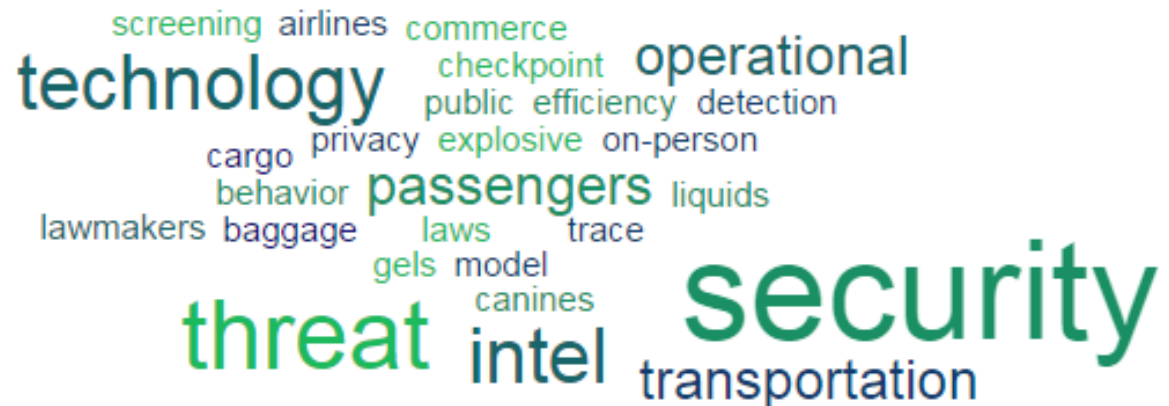 screening airlines commerce
technology checkpoint operational
public efficiency detection
privacy explosive on-person
cargo
behavior passengers liquids
lawmakers baggage laws trace
gels model
canines
threat intel security
transportation